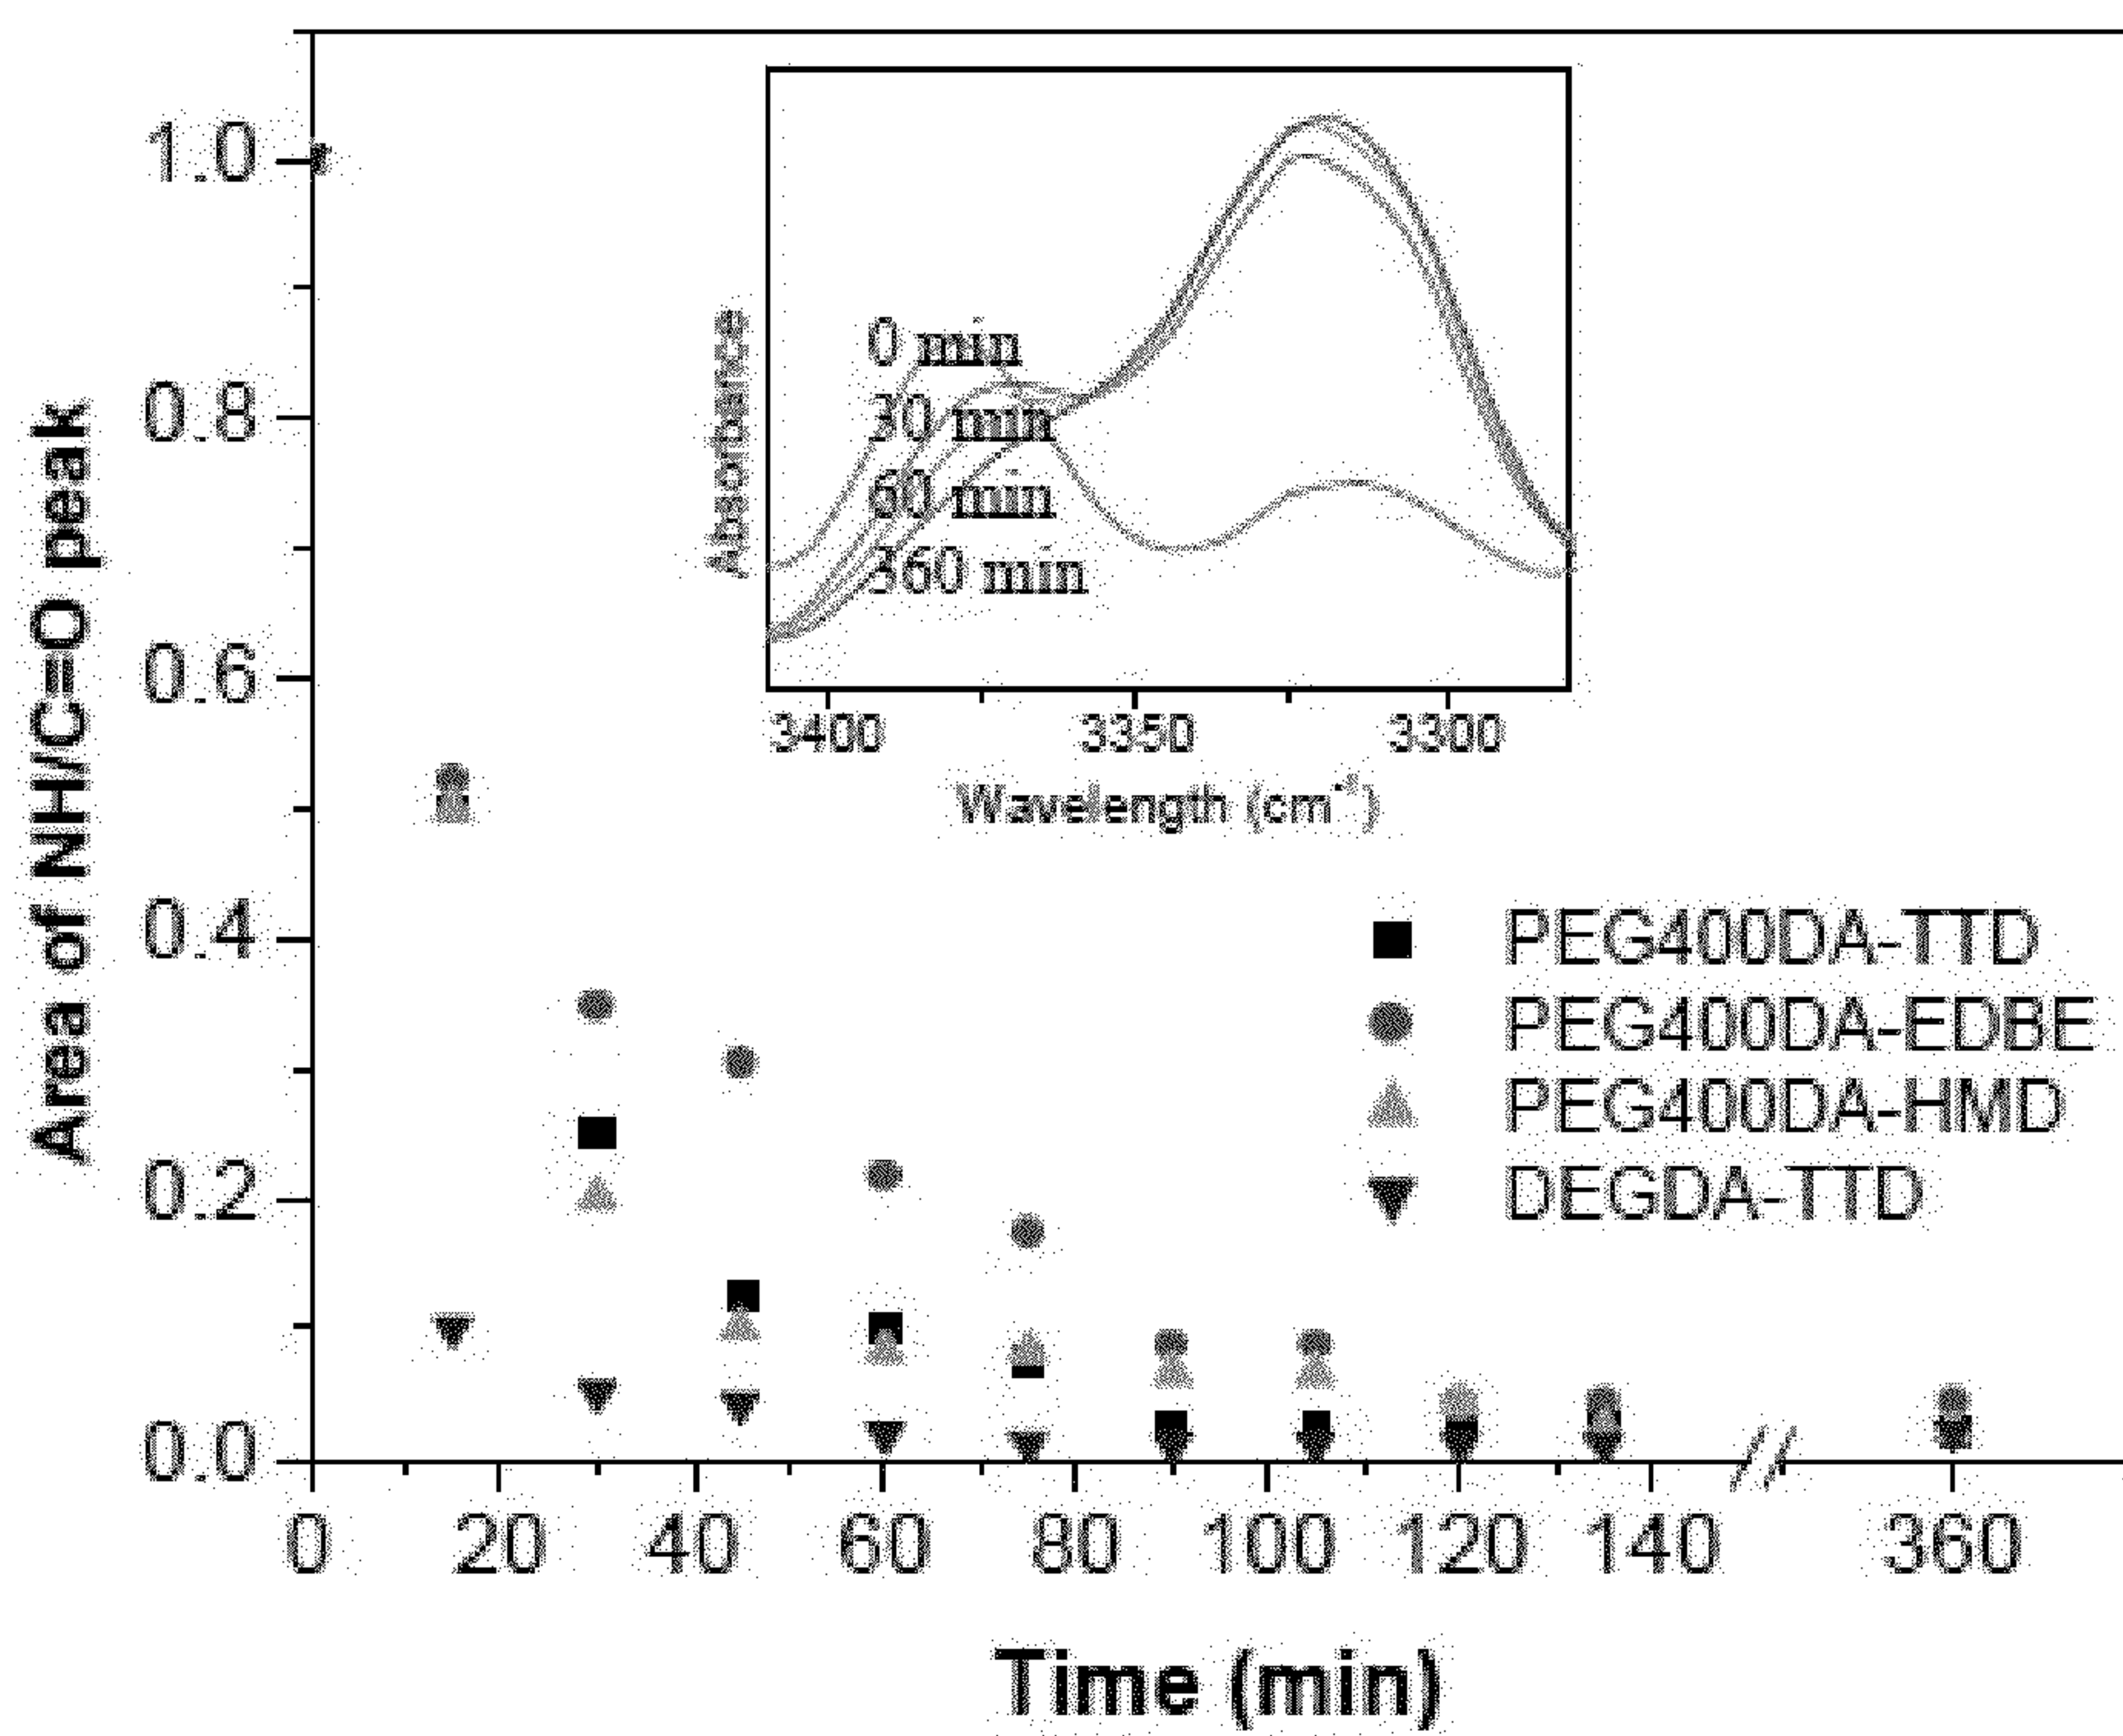 Area of NH/C=O peak
1.0
0.8
0.6
0.4
0.2
0.0
Absorbance
0 min
30 min
60 min
360 min
3400 3350 3300
Wavelength (cm⁻¹)
PEG400DA-TTD
PEG400DA-EDBE
PEG400DA-HMD
DEGDA-TTD
0 20 40 60 80 100 120 140 360
Time (min)